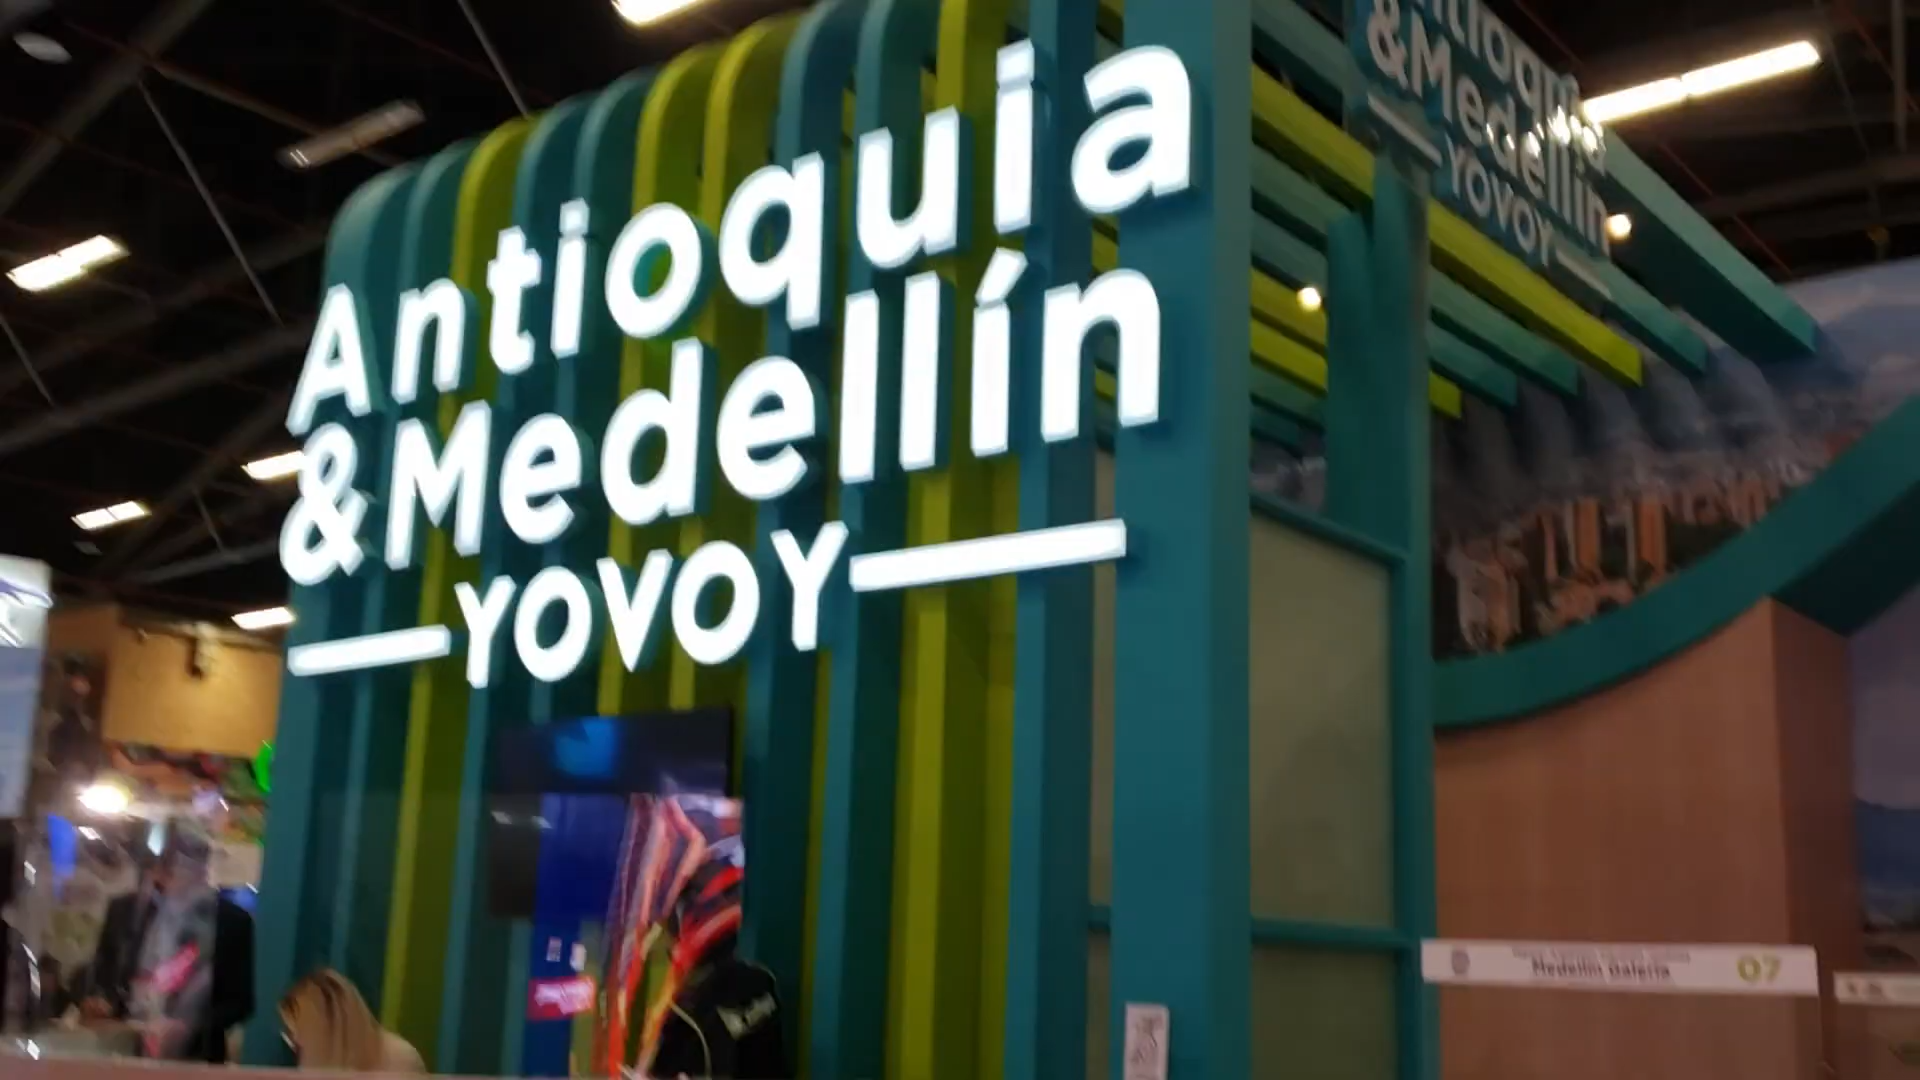 Antioquia
&Medellín
YOVOY
Antioquia
&Medellín
YOVOY
Medellín Galería
07